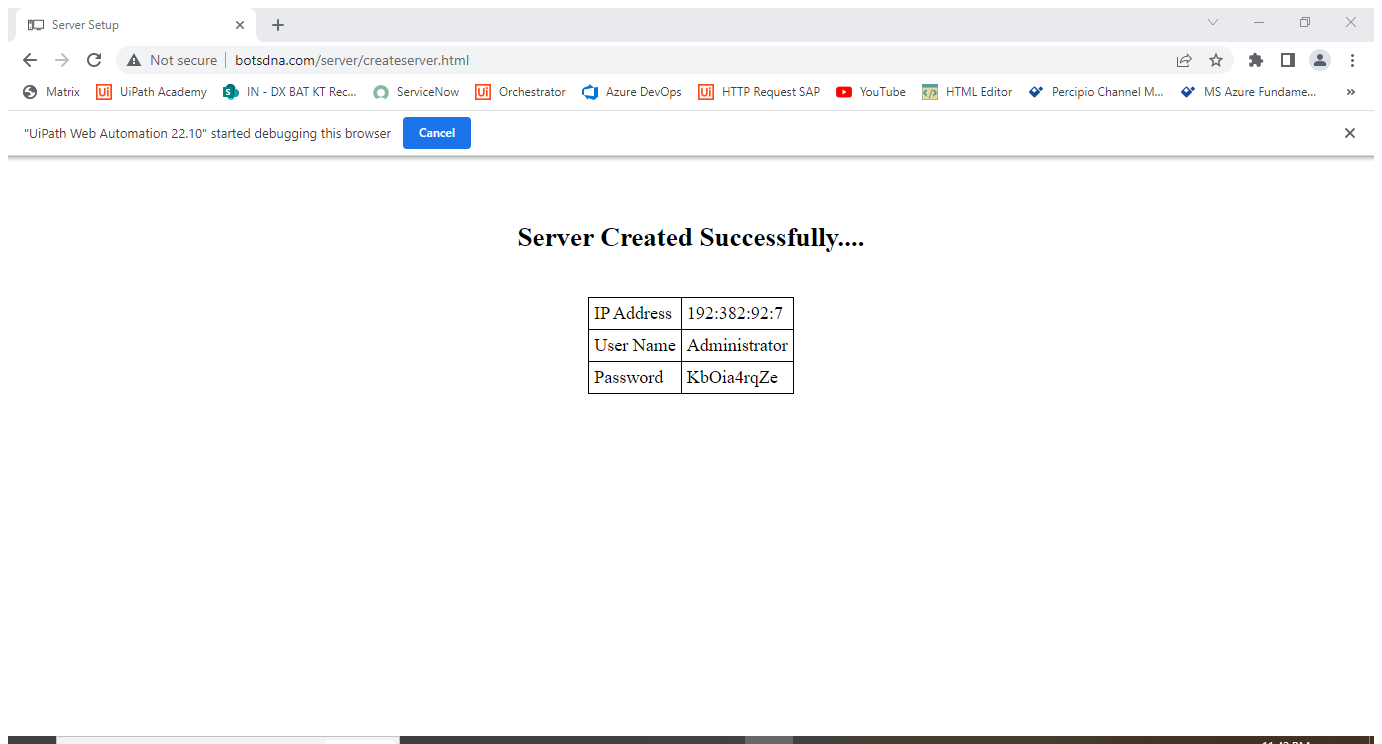 Server Setup
Not secure botsdna.com/server/createserver.html
Matrix UiPath Academy IN - DX BAT KT Rec... ServiceNow Orchestrator Azure DevOps HTTP Request SAP YouTube HTML Editor Percipio Channel M... MS Azure Fundame... »
"UiPath Web Automation 22.10" started debugging this browser Cancel
Server Created Successfully....
IP Address 192:382:92:7
User Name Administrator
Password KbOia4rqZe